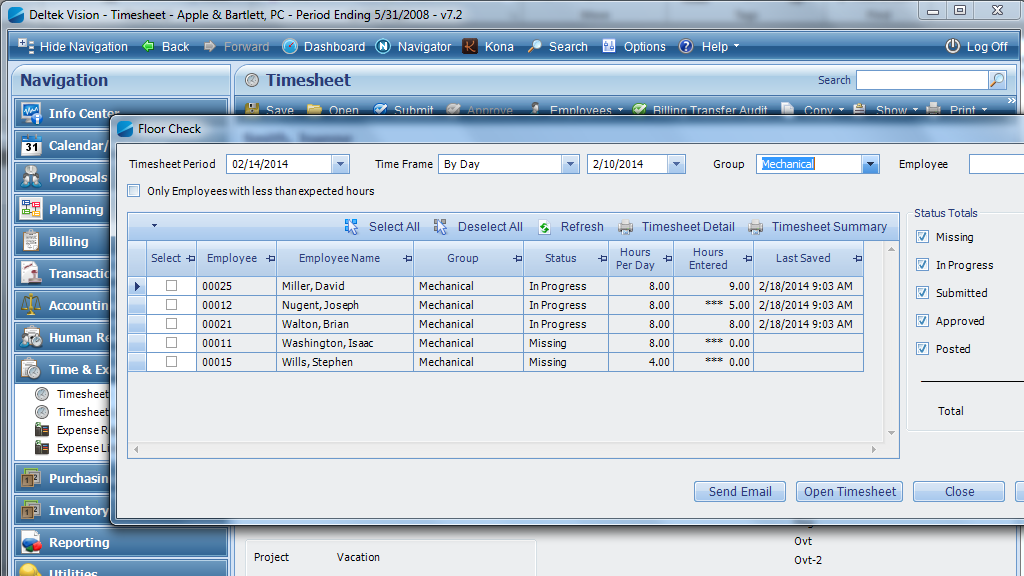 Deltek Vision - Timesheet - Apple & Bartlett, PC - Period Ending 5/31/2008 - v7.2
Hide Navigation Back Forward Dashboard Navigator Kona Search Options ? Help Log Off
Navigation Timesheet Search
Save Open Submit Approve Employees Billing Transfer Audit Copy Show Print »
Info Center
31 Calendar/
Proposals
Planning
Billing
Transactio
Accounting
Human Re
Time & Ex
Timesheet
Timesheet
Expense R
Expense Li
Purchasin
Inventory
Reporting
Utilities
Floor Check
Timesheet Period 02/14/2014 Time Frame By Day 2/10/2014 Group Mechanical Employee
Only Employees with less than expected hours
Select All Deselect All Refresh Timesheet Detail Timesheet Summary
Select Employee Employee Name Group Status Hours Per Day Hours Entered Last Saved
00025 Miller, David Mechanical In Progress 8.00 9.00 2/18/2014 9:03 AM
00012 Nugent, Joseph Mechanical In Progress 8.00 *** 5.00 2/18/2014 9:03 AM
00021 Walton, Brian Mechanical In Progress 8.00 8.00 2/18/2014 9:03 AM
00011 Washington, Isaac Mechanical Missing 8.00 *** 0.00
00015 Wills, Stephen Mechanical Missing 4.00 *** 0.00
Status Totals
Missing
In Progress
Submitted
Approved
Posted
Total
Send Email Open Timesheet Close
Ovt
Project Vacation
Ovt-2